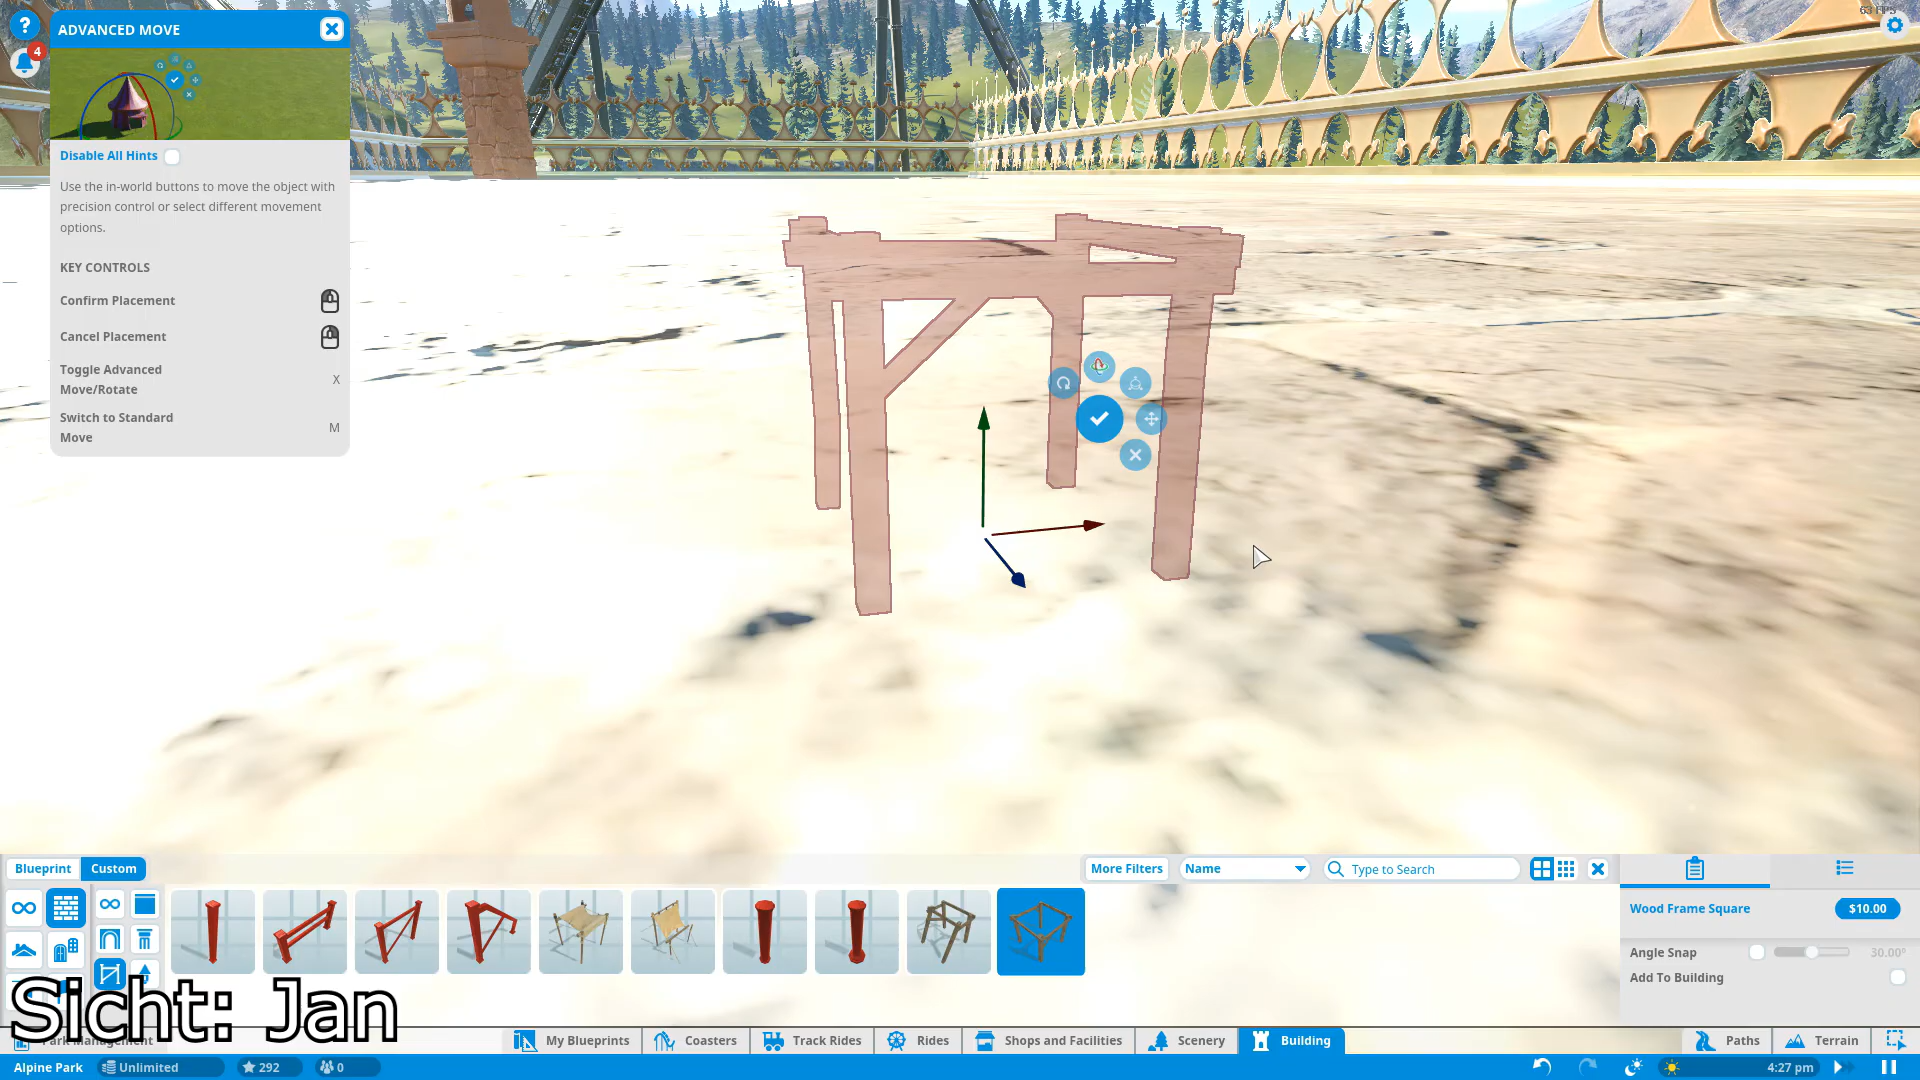 63 FPS
?
4
ADVANCED MOVE
Disable All Hints
Use the in-world buttons to move the object with
precision control or select different movement
options.
KEY CONTROLS
Confirm Placement
Cancel Placement
Toggle Advanced
Move/Rotate
X
Switch to Standard
Move
M
Blueprint
Custom
More Filters
Name
Type to Search
Wood Frame Square
$10.00
Angle Snap
30.00°
Add To Building
Sicht: Jan
Park Management
My Blueprints
Coasters
Track Rides
Rides
Shops and Facilities
Scenery
Building
Paths
Terrain
Alpine Park
Unlimited
292
0
4:27 pm